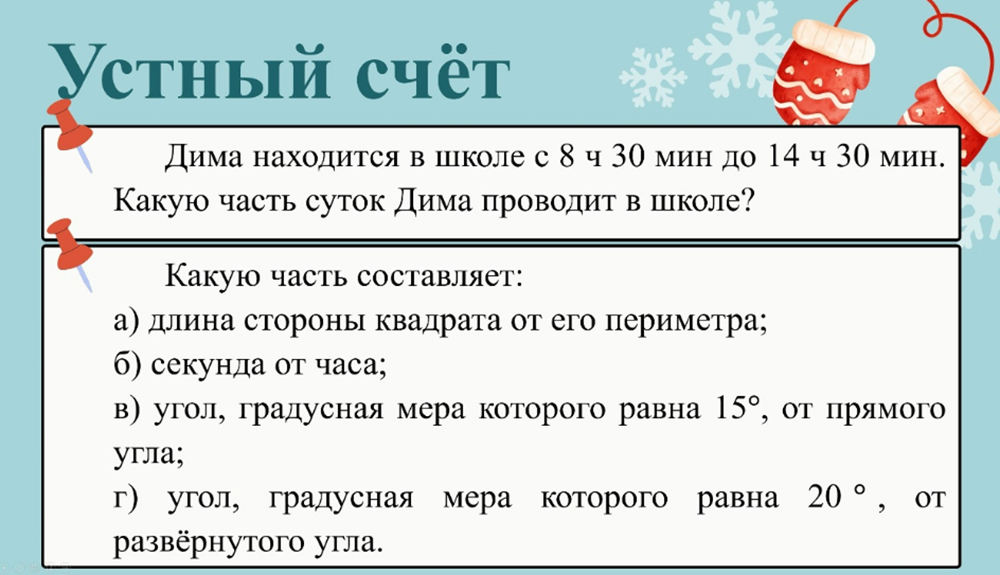 Устный счёт
Дима находится в школе с 8 ч 30 мин до 14 ч 30 мин.
Какую часть суток Дима проводит в школе?
Какую часть составляет:
а) длина стороны квадрата от его периметра;
б) секунда от часа;
в) угол, градусная мера которого равна 15°, от прямого
угла;
г) угол, градусная мера которого равна 20 ° , от
развёрнутого угла.